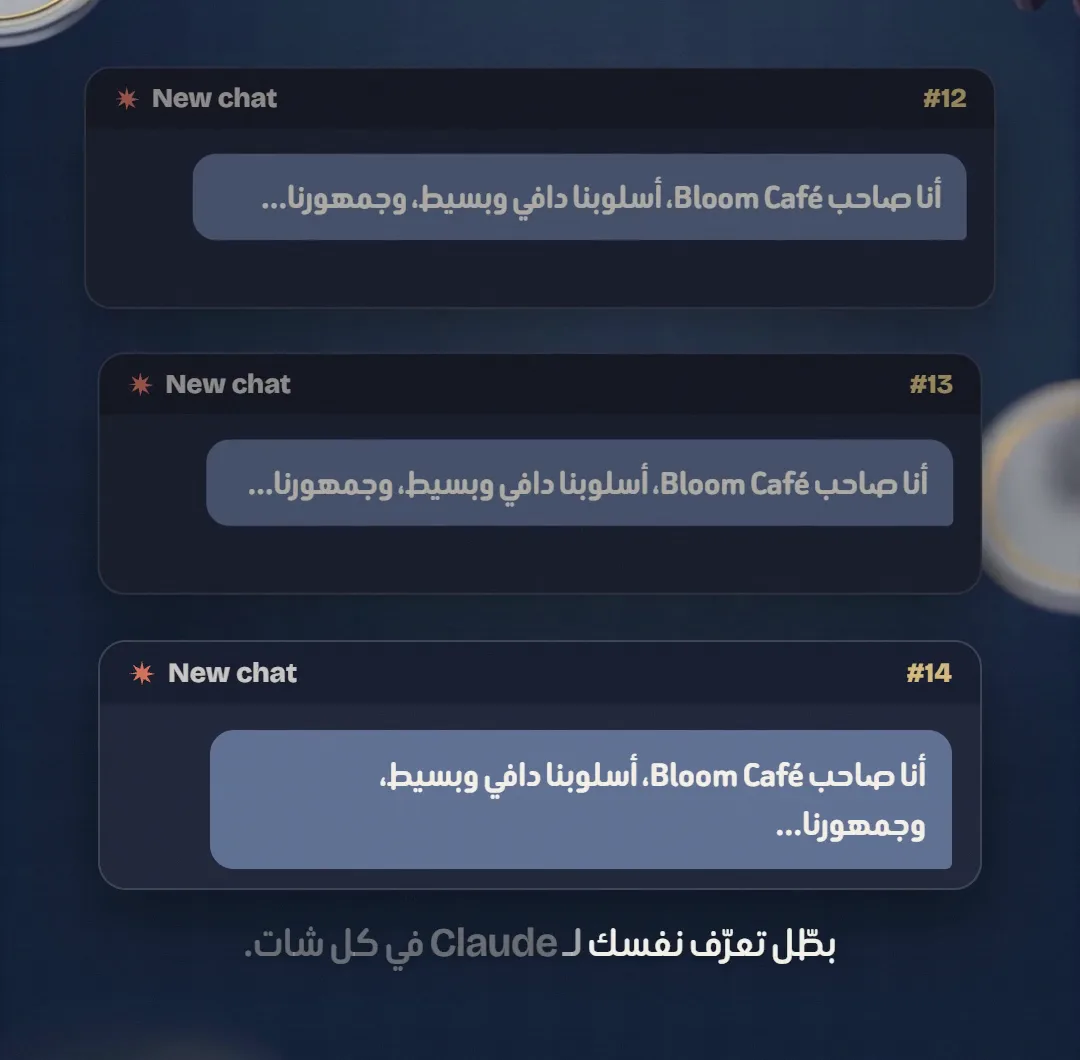 New chat #12
أنا صاحب Bloom Café، أسلوبنا دافي وبسيط، وجمهورنا...
New chat #13
أنا صاحب Bloom Café، أسلوبنا دافي وبسيط، وجمهورنا...
New chat #14
أنا صاحب Bloom Café، أسلوبنا دافي وبسيط،
وجمهورنا...
بطّل تعرّف نفسك لـ Claude في كل شات.